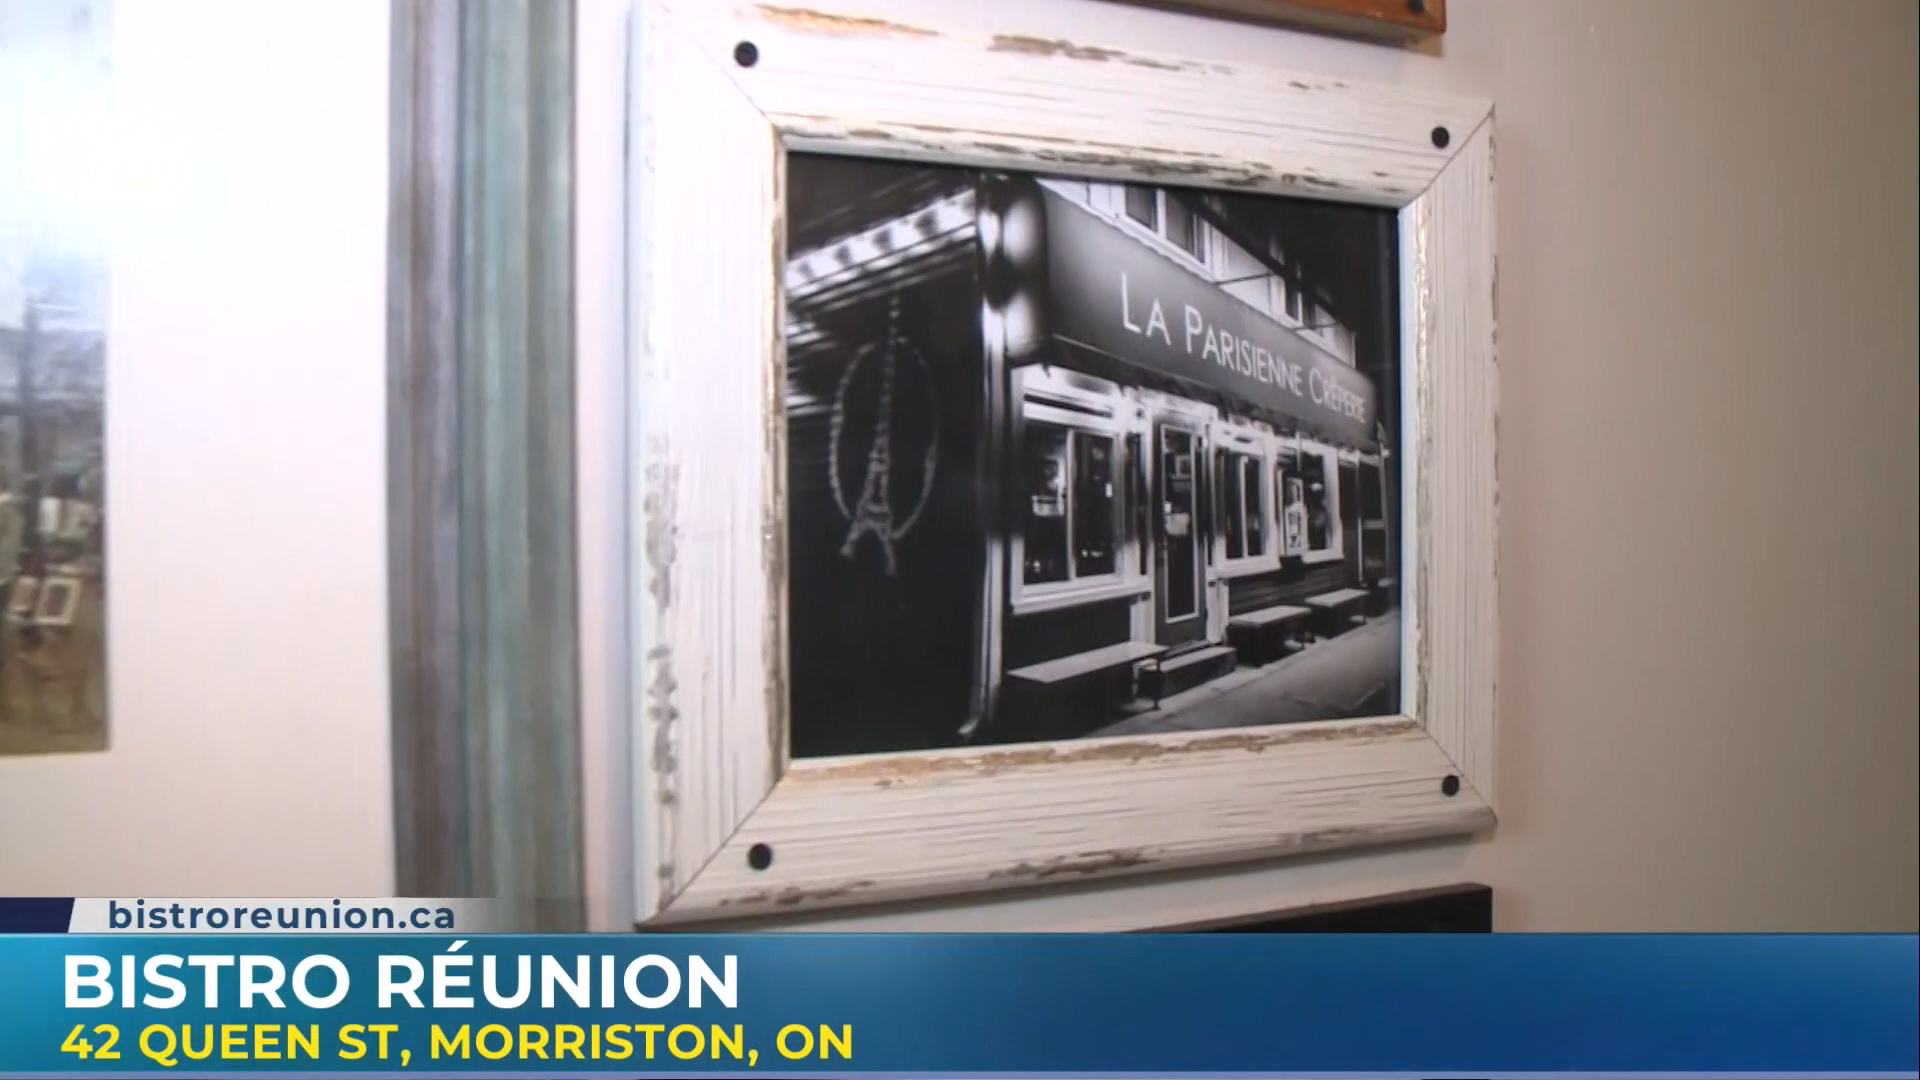 LA PARISIENNE CRÊPERIE
bistroreunion.ca
BISTRO RÉUNION
42 QUEEN ST, MORRISTON, ON